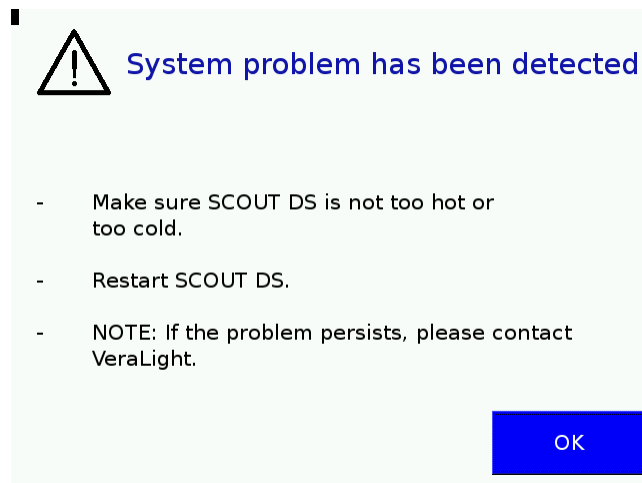 System problem has been detected
- Make sure SCOUT DS is not too hot or
too cold.
- Restart SCOUT DS.
- NOTE: If the problem persists, please contact
VeraLight.
OK